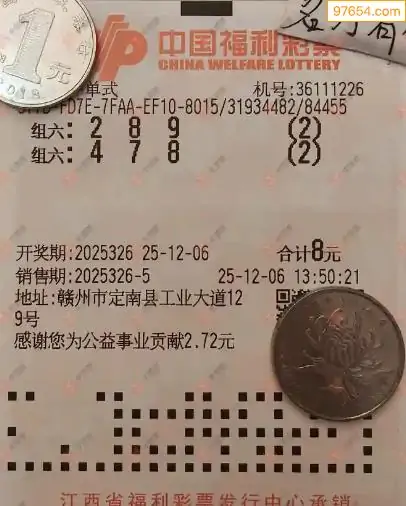 97654.com
1
元
2019
中国福利彩票
CHINA WELFARE LOTTERY
单式 机号:36111226
FD7E-7FAA-EF10-8015/31934482/84455
组六: 2 8 9 (2)
组六: 4 7 8 (2)
开奖期:2025326 25-12-06 合计8元
销售期:2025326-5 25-12-06 13:50:21
地址:赣州市定南县工业大道12
9号
感谢您为公益事业贡献2.72元
江西省福利彩票发行中心承销